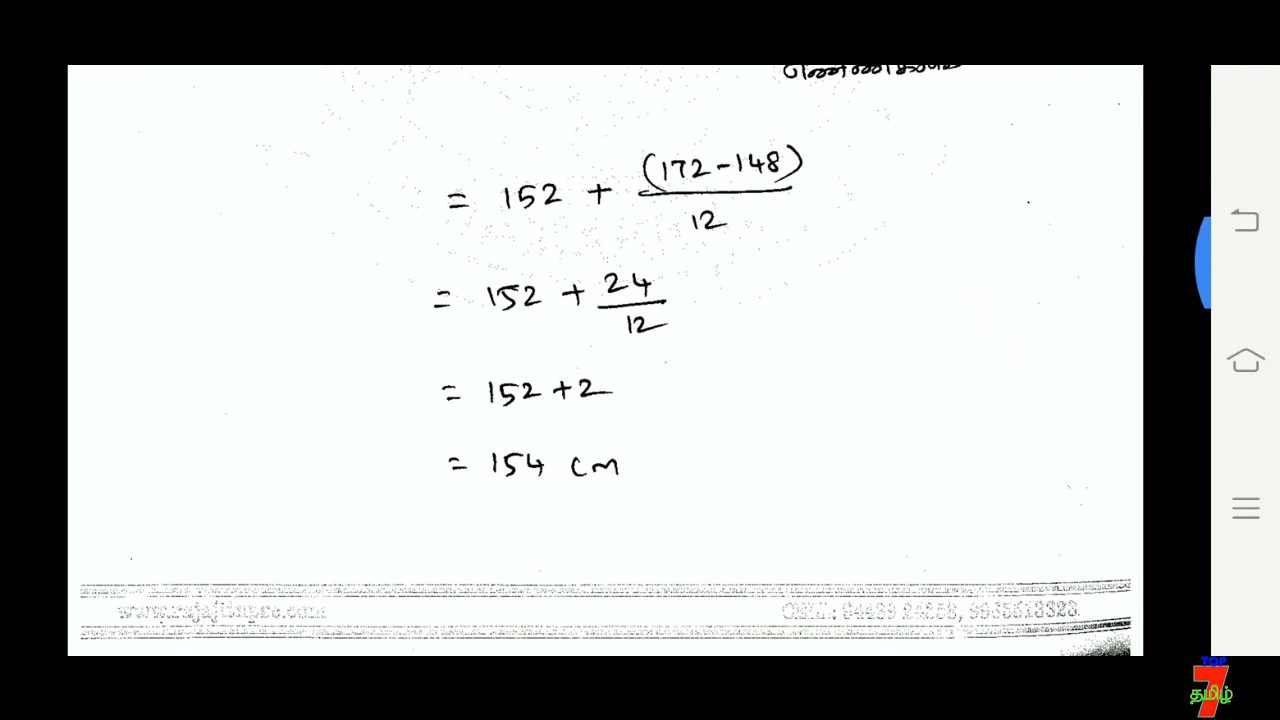 = 152 + (172-148)/12
= 152 + 24/12
= 152 + 2
= 154 cm
TOP
7
தமிழ்